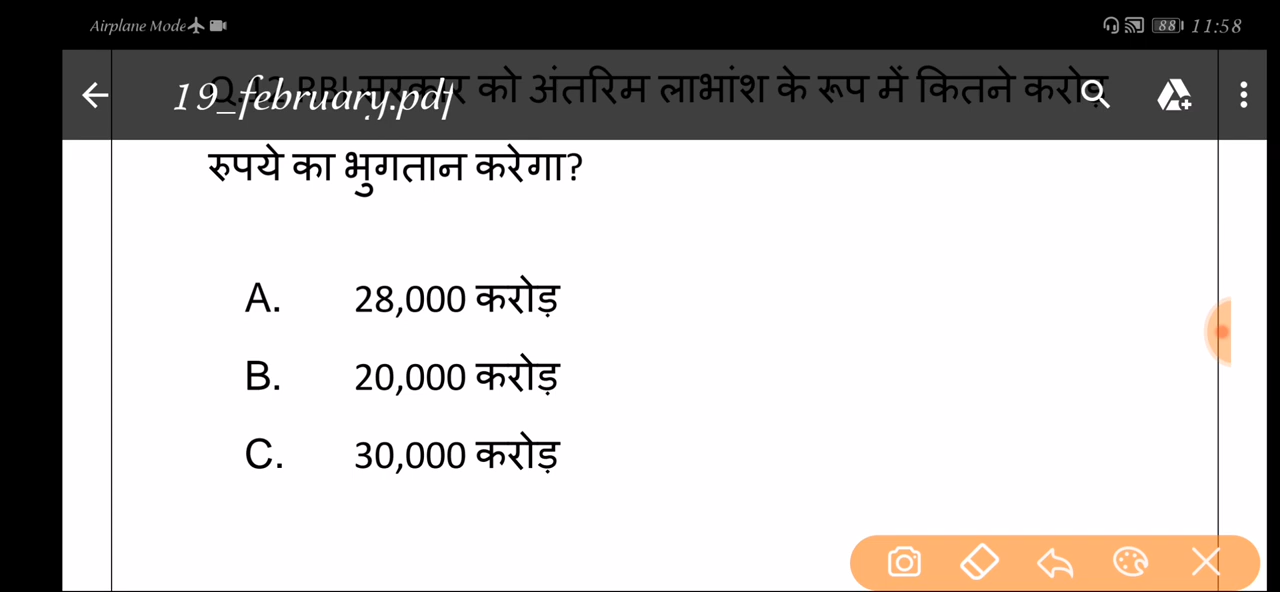 Airplane Mode 88 11:58
19_february.pdf
को अंतरिम लाभांश के रूप में कितने करोड़
रुपये का भुगतान करेगा?
A. 28,000 करोड़
B. 20,000 करोड़
C. 30,000 करोड़